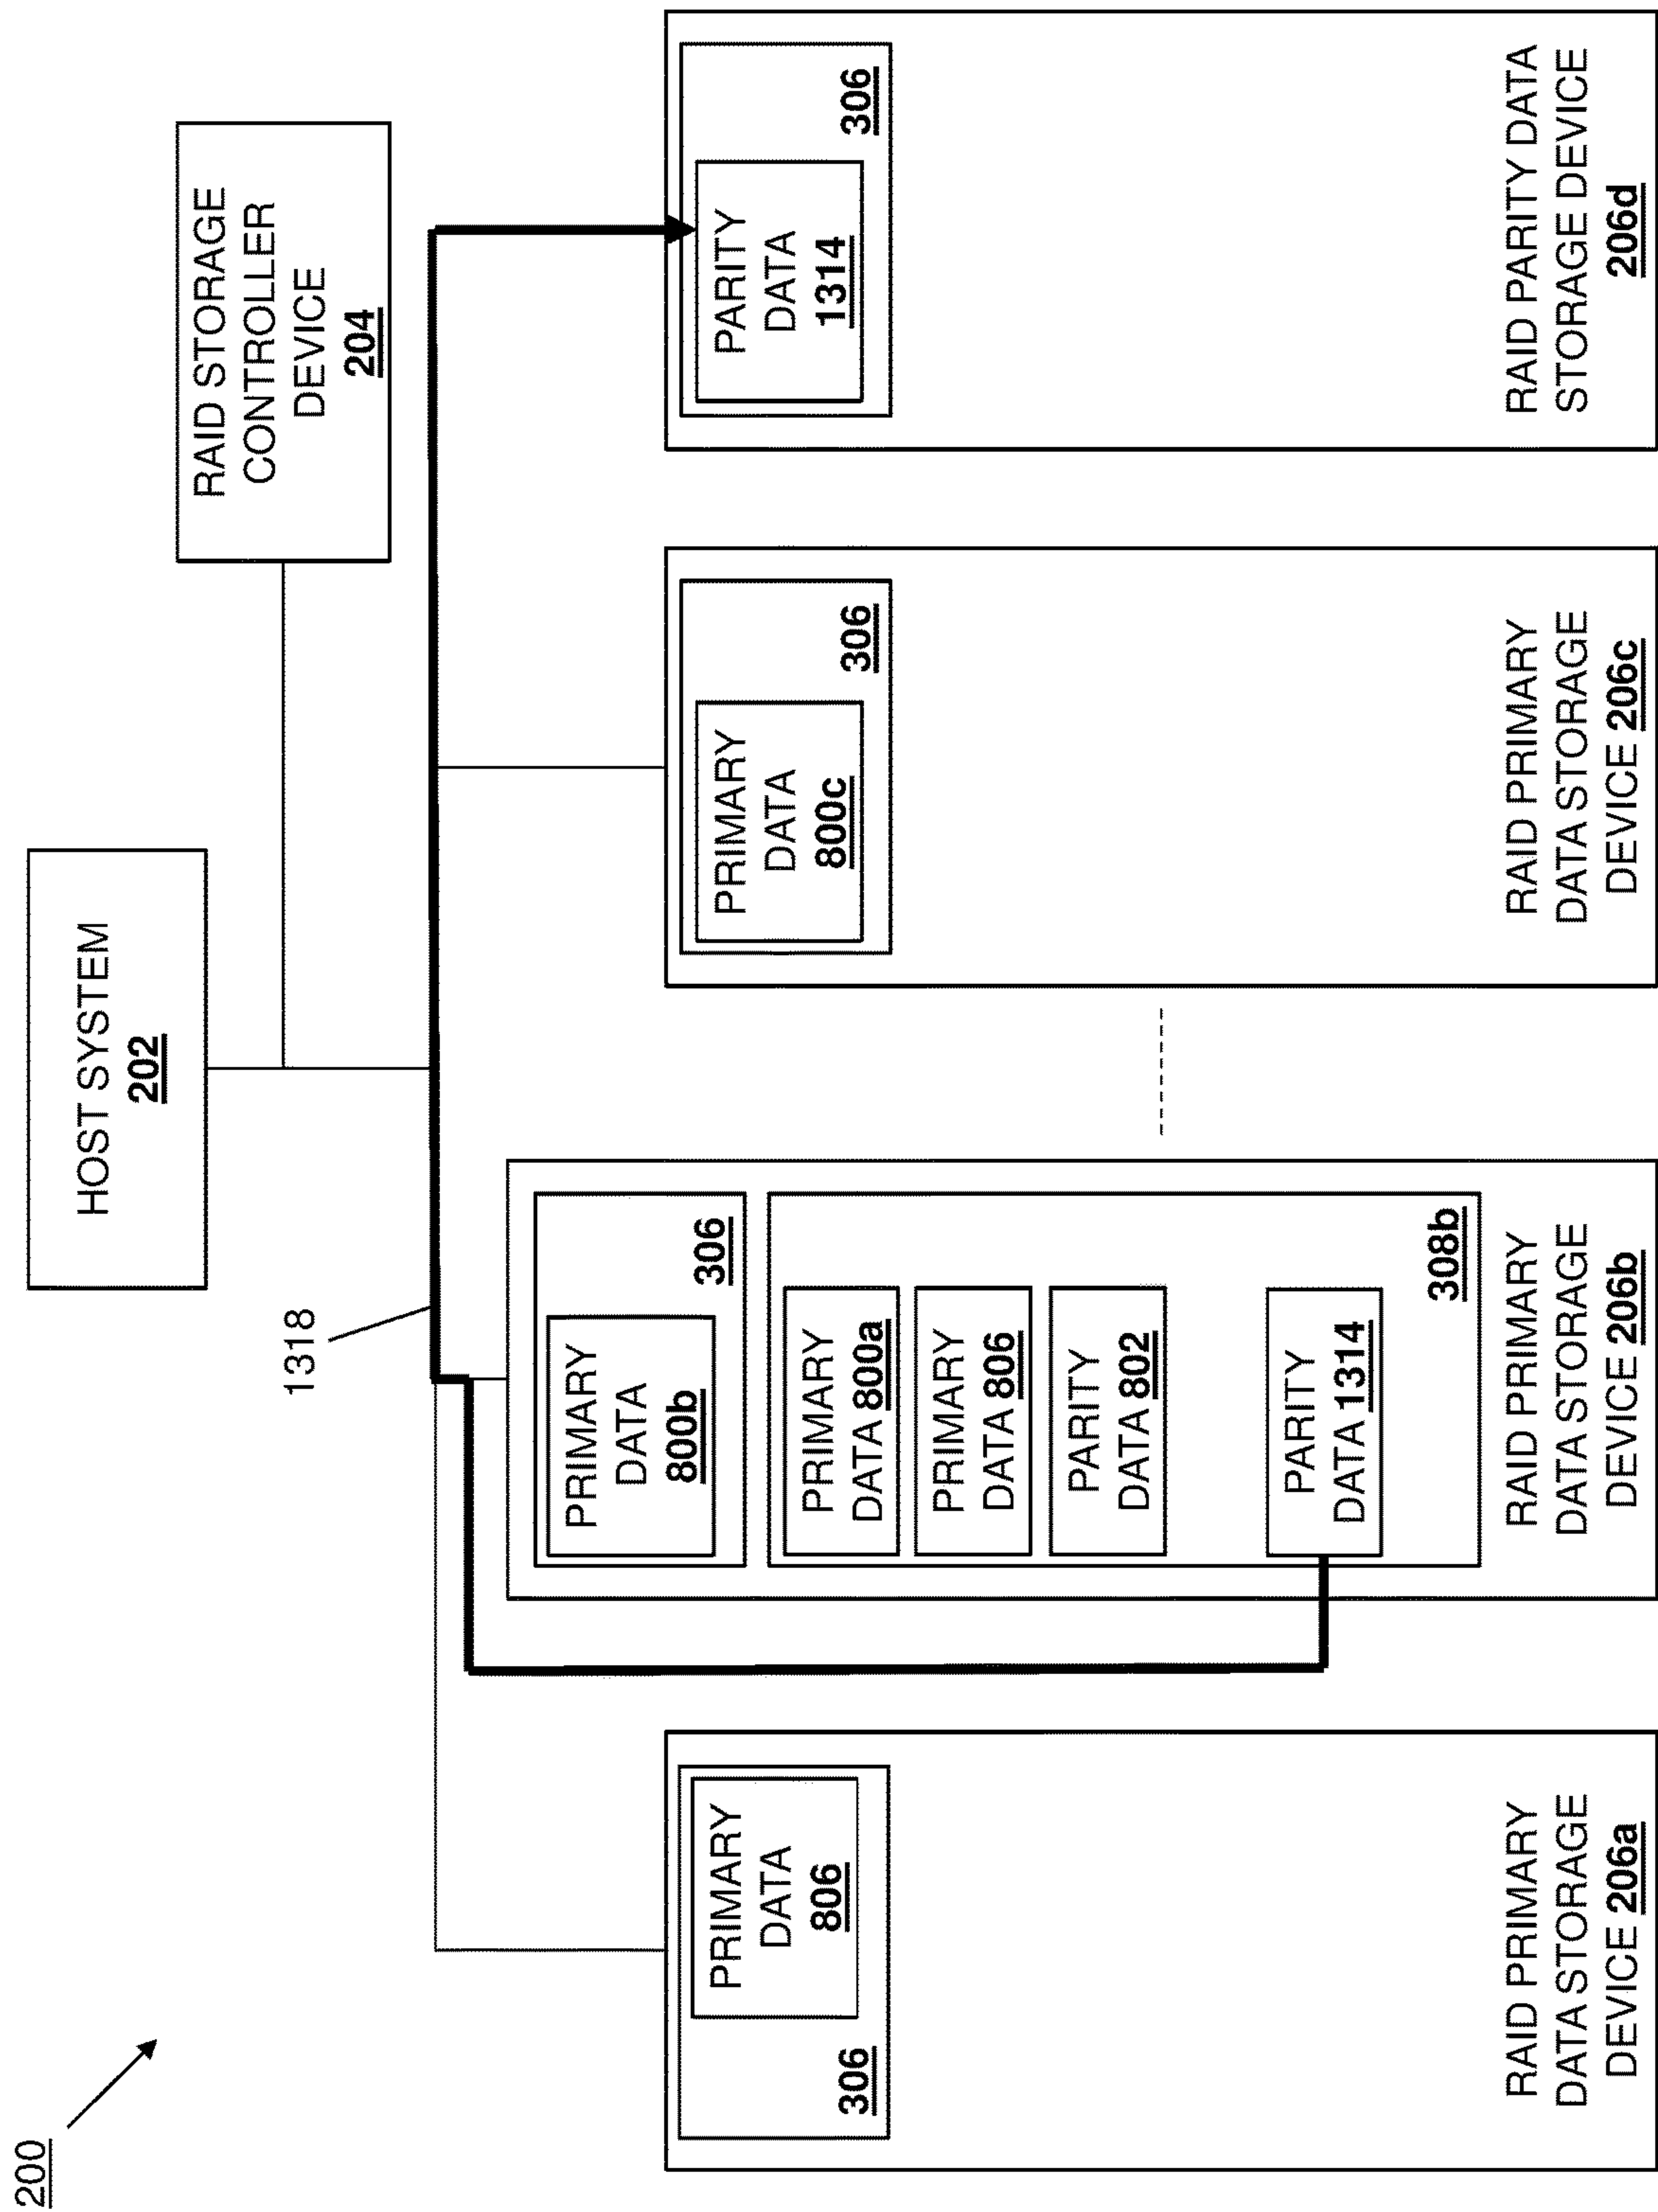 200
HOST SYSTEM
202
RAID STORAGE
CONTROLLER
DEVICE
204
1318
306
PRIMARY
DATA
806
RAID PRIMARY
DATA STORAGE
DEVICE 206a
PRIMARY
DATA
800b
306
PRIMARY
DATA 800a
PRIMARY
DATA 806
PARITY
DATA 802
PARITY
DATA 1314
308b
RAID PRIMARY
DATA STORAGE
DEVICE 206b
PRIMARY
DATA
800c
306
RAID PRIMARY
DATA STORAGE
DEVICE 206c
PARITY
DATA
1314
306
RAID PARITY DATA
STORAGE DEVICE
206d